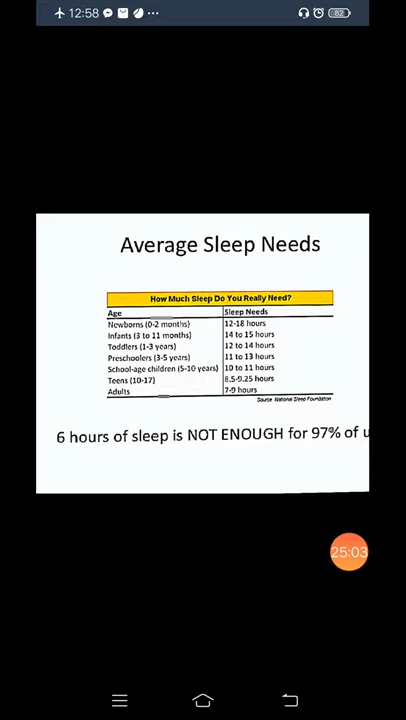 12:58
82
Average Sleep Needs
How Much Sleep Do You Really Need?
Age Sleep Needs
Newborns (0-2 months) 12-18 hours
Infants (3 to 11 months) 14 to 15 hours
Toddlers (1-3 years) 12 to 14 hours
Preschoolers (3-5 years) 11 to 13 hours
School-age children (5-10 years) 10 to 11 hours
Teens (10-17) 8.5-9.25 hours
Adults 7-9 hours
Source: National Sleep Foundation
6 hours of sleep is NOT ENOUGH for 97% of u
25:03